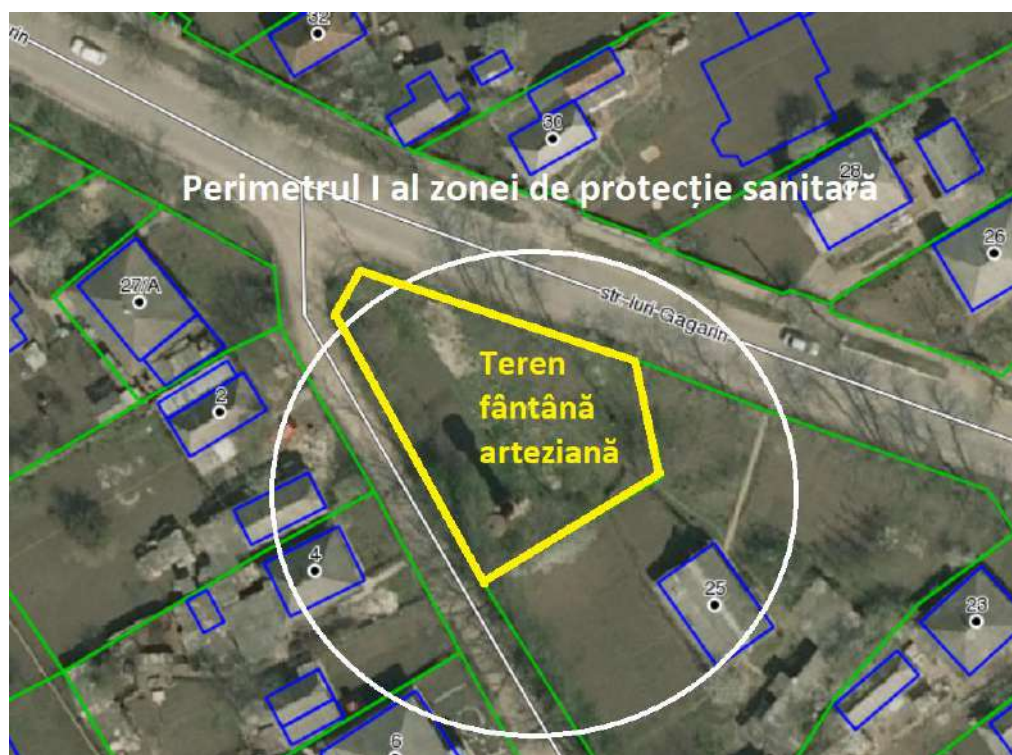 rin
32
30
28
Perimetrul I al zonei de protecție sanitară
26
27/A
str.-Iuri-Gagarin
Teren
fântână
arteziană
2
4
25
23
6